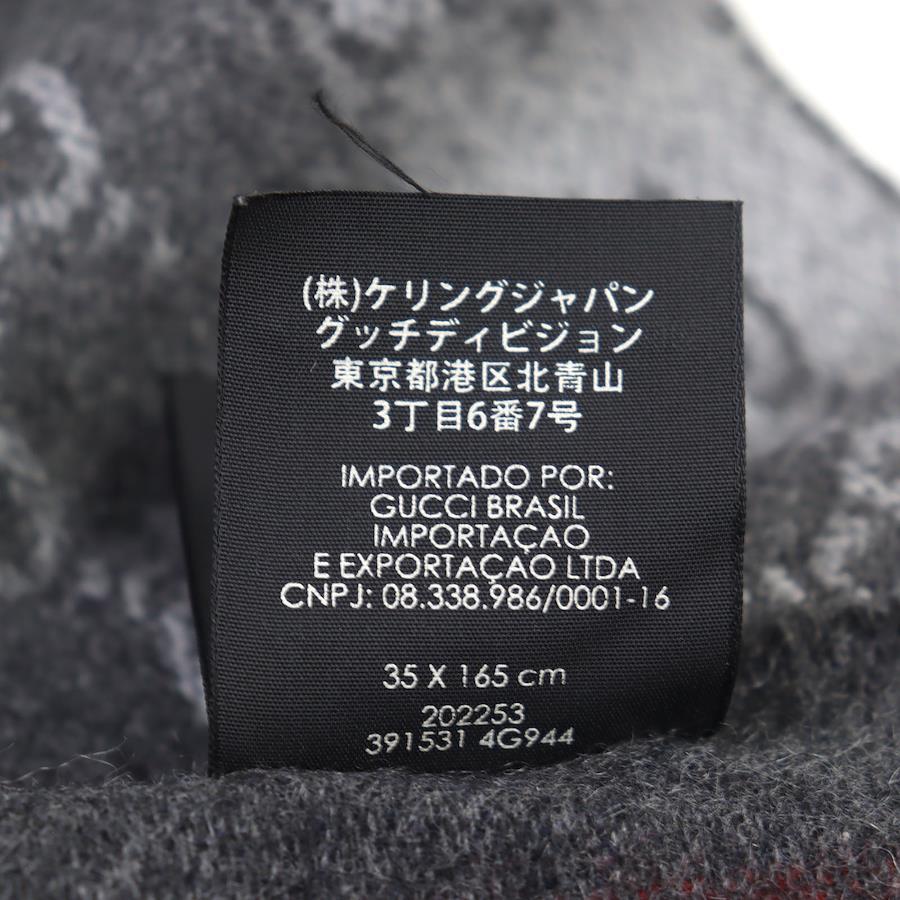 (株)ケリングジャパン
グッチディビジョン
東京都港区北青山
3丁目6番7号
IMPORTADO POR:
GUCCI BRASIL
IMPORTAÇAO
E EXPORTAÇAO LTDA
CNPJ: 08.338.986/0001-16
35 X 165 cm
202253
391531 4G944